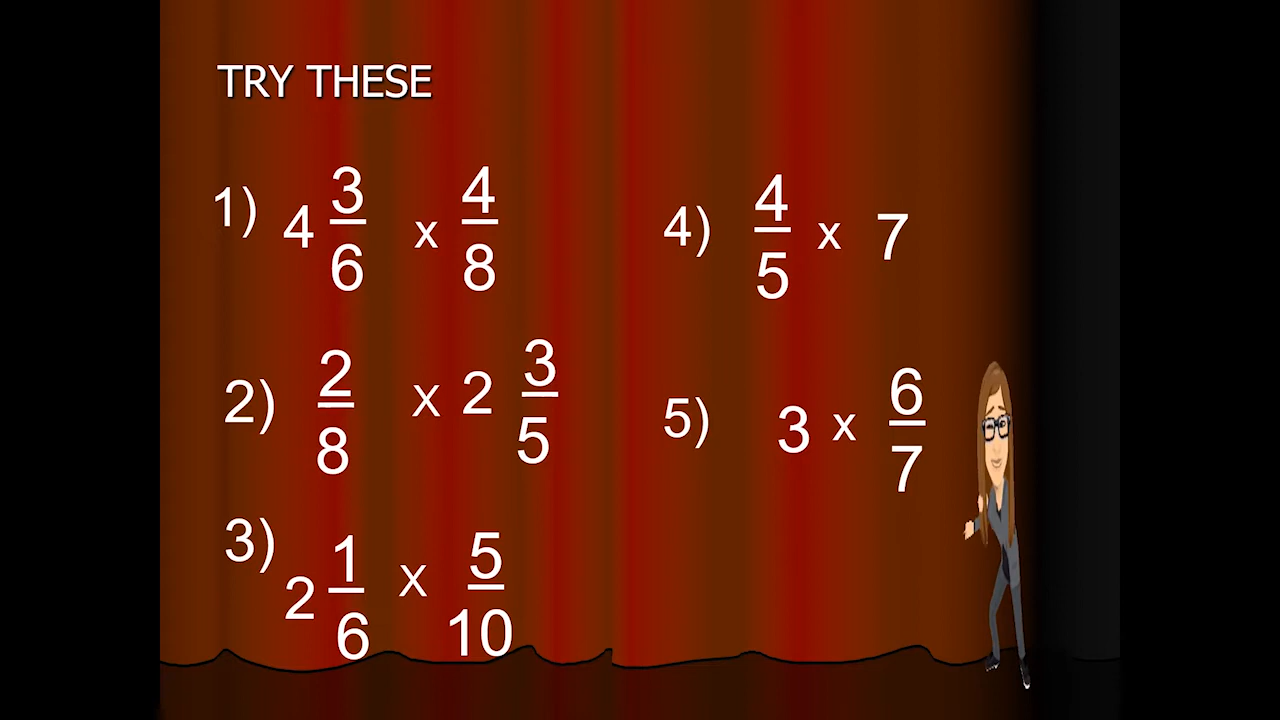 TRY THESE
1) 4 3/6 x 4/8
2) 2/8 X 2 3/5
3) 2 1/6 X 5/10
4) 4/5 x 7
5) 3 x 6/7